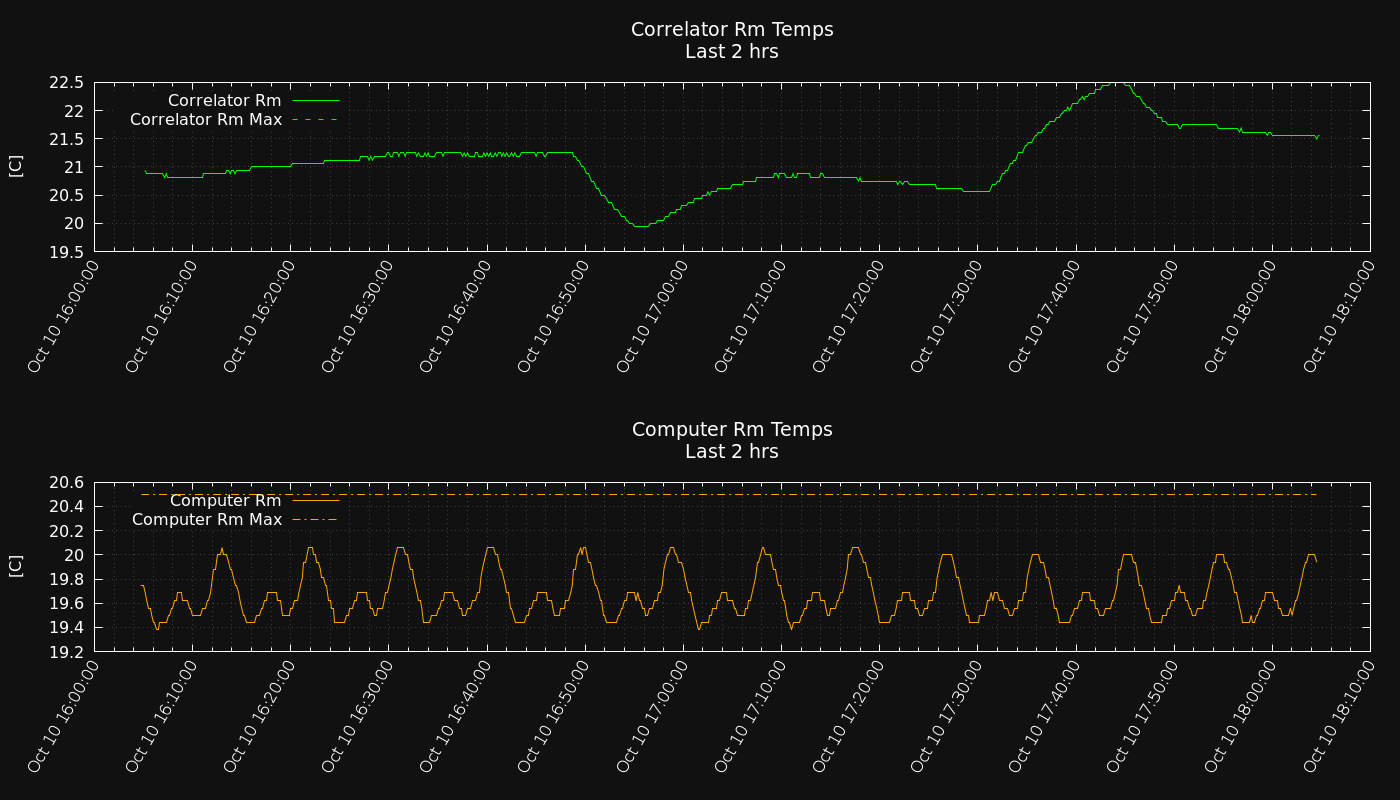 Correlator Rm Temps
Last 2 hrs
22.5
22
21.5
21
20.5
20
19.5
[C]
Correlator Rm
Correlator Rm Max
Oct 10 16:00:00
Oct 10 16:10:00
Oct 10 16:20:00
Oct 10 16:30:00
Oct 10 16:40:00
Oct 10 16:50:00
Oct 10 17:00:00
Oct 10 17:10:00
Oct 10 17:20:00
Oct 10 17:30:00
Oct 10 17:40:00
Oct 10 17:50:00
Oct 10 18:00:00
Oct 10 18:10:00
Computer Rm Temps
Last 2 hrs
20.6
20.4
20.2
20
19.8
19.6
19.4
19.2
[C]
Computer Rm
Computer Rm Max
Oct 10 16:00:00
Oct 10 16:10:00
Oct 10 16:20:00
Oct 10 16:30:00
Oct 10 16:40:00
Oct 10 16:50:00
Oct 10 17:00:00
Oct 10 17:10:00
Oct 10 17:20:00
Oct 10 17:30:00
Oct 10 17:40:00
Oct 10 17:50:00
Oct 10 18:00:00
Oct 10 18:10:00